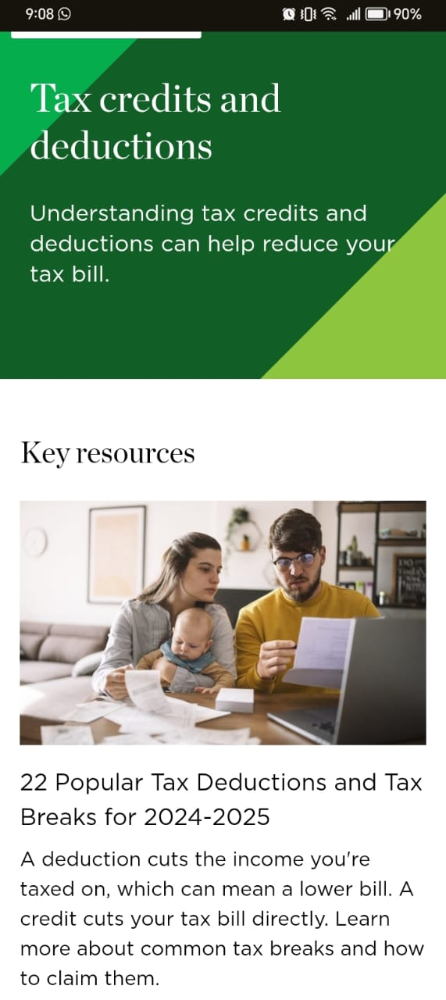 9:08
90%
Tax credits and
deductions
Understanding tax credits and
deductions can help reduce your
tax bill.
Key resources
22 Popular Tax Deductions and Tax
Breaks for 2024-2025
A deduction cuts the income you're
taxed on, which can mean a lower bill. A
credit cuts your tax bill directly. Learn
more about common tax breaks and how
to claim them.